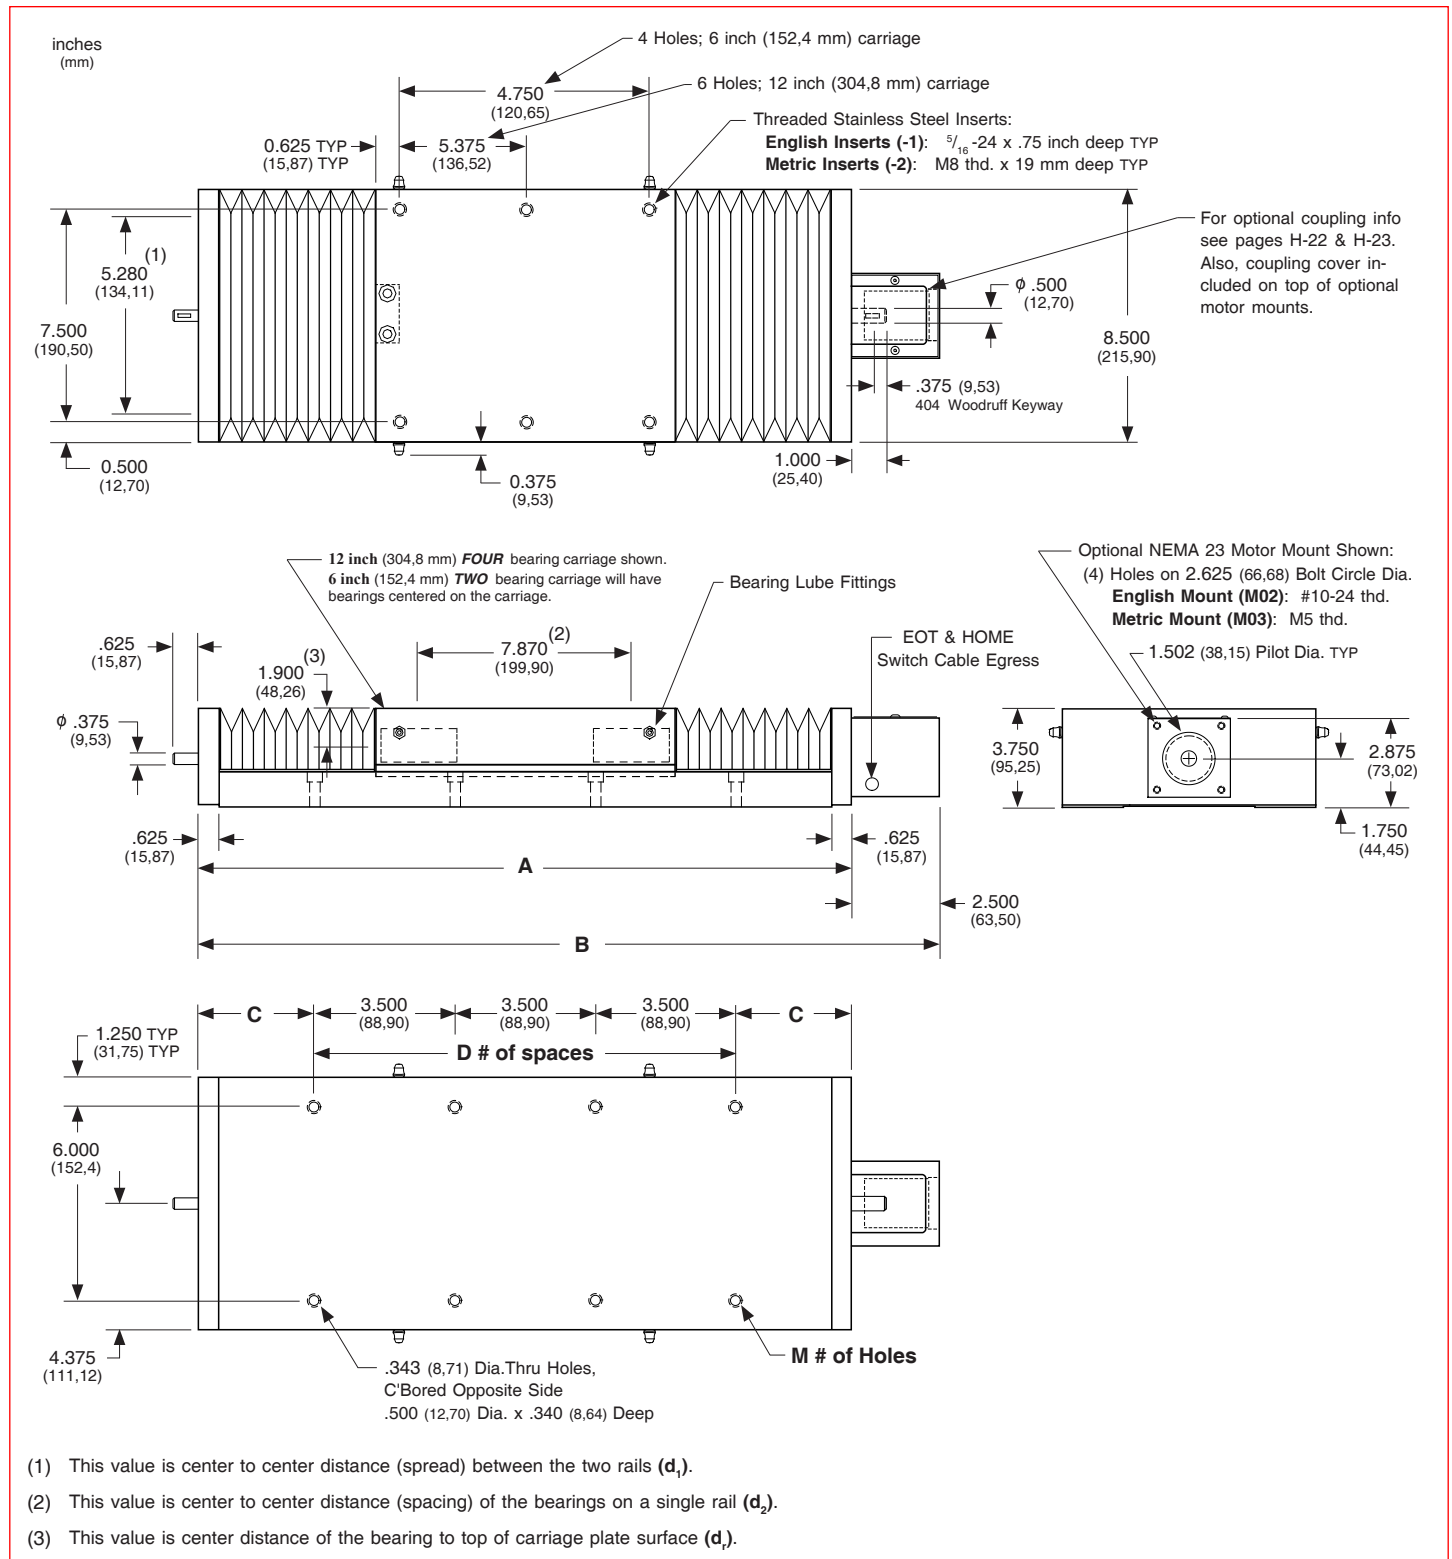 inches
(mm)
4 Holes; 6 inch (152,4 mm) carriage
6 Holes; 12 inch (304,8 mm) carriage
4.750
(120,65)
Threaded Stainless Steel Inserts:
English Inserts (-1): 5/16 -24 x .75 inch deep TYP
Metric Inserts (-2): M8 thd. x 19 mm deep TYP
0.625 TYP
(15,87) TYP
5.375
(136,52)
For optional coupling info
see pages H-22 & H-23.
Also, coupling cover in-
cluded on top of optional
motor mounts.
(1)
5.280
(134,11)
7.500
(190,50)
ϕ .500
(12,70)
8.500
(215,90)
.375 (9,53)
404 Woodruff Keyway
0.500
(12,70)
0.375
(9,53)
1.000
(25,40)
12 inch (304,8 mm) FOUR bearing carriage shown.
6 inch (152,4 mm) TWO bearing carriage will have
bearings centered on the carriage.
Bearing Lube Fittings
Optional NEMA 23 Motor Mount Shown:
(4) Holes on 2.625 (66,68) Bolt Circle Dia.
English Mount (M02): #10-24 thd.
Metric Mount (M03): M5 thd.
.625
(15,87)
(3)
1.900
(48,26)
(2)
7.870
(199,90)
EOT & HOME
Switch Cable Egress
1.502 (38,15) Pilot Dia. TYP
ϕ .375
(9,53)
3.750
(95,25)
2.875
(73,02)
1.750
(44,45)
.625
(15,87)
.625
(15,87)
A
2.500
(63,50)
B
C
3.500
(88,90)
3.500
(88,90)
3.500
(88,90)
C
1.250 TYP
(31,75) TYP
D # of spaces
6.000
(152,4)
4.375
(111,12)
M # of Holes
.343 (8,71) Dia.Thru Holes,
C'Bored Opposite Side
.500 (12,70) Dia. x .340 (8,64) Deep
(1) This value is center to center distance (spread) between the two rails (d1).
(2) This value is center to center distance (spacing) of the bearings on a single rail (d2).
(3) This value is center distance of the bearing to top of carriage plate surface (dr).